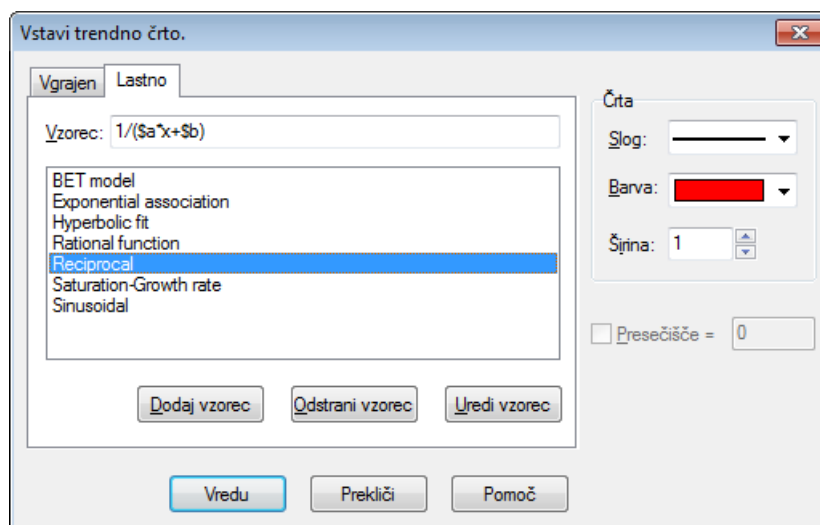 Vstavi trendno črto.
Vgrajen Lastno
Vzorec: 1/($a*x+$b)
BET model
Exponential association
Hyperbolic fit
Rational function
Reciprocal
Saturation-Growth rate
Sinusoidal
Dodaj vzorec Odstrani vzorec Uredi vzorec
Črta
Slog:
Barva:
Širina: 1
Presečišče = 0
Vredu Prekliči Pomoč